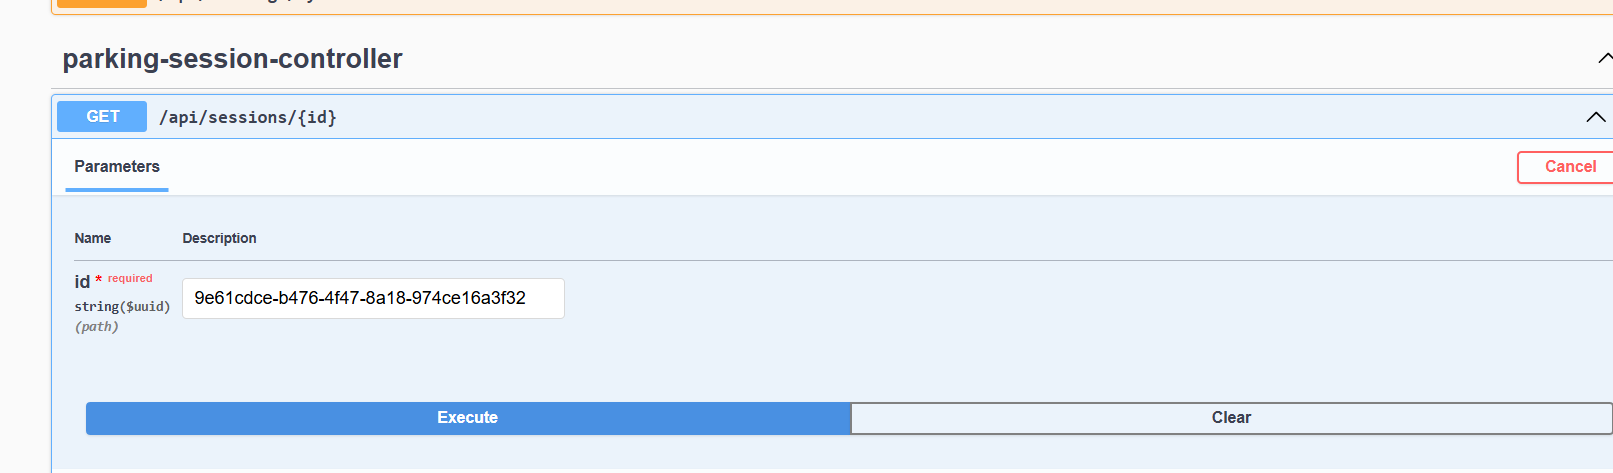 parking-session-controller
GET /api/sessions/{id}
Parameters
Cancel
Name Description
id * required
string($uuid)
(path)
9e61cdce-b476-4f47-8a18-974ce16a3f32
Execute Clear